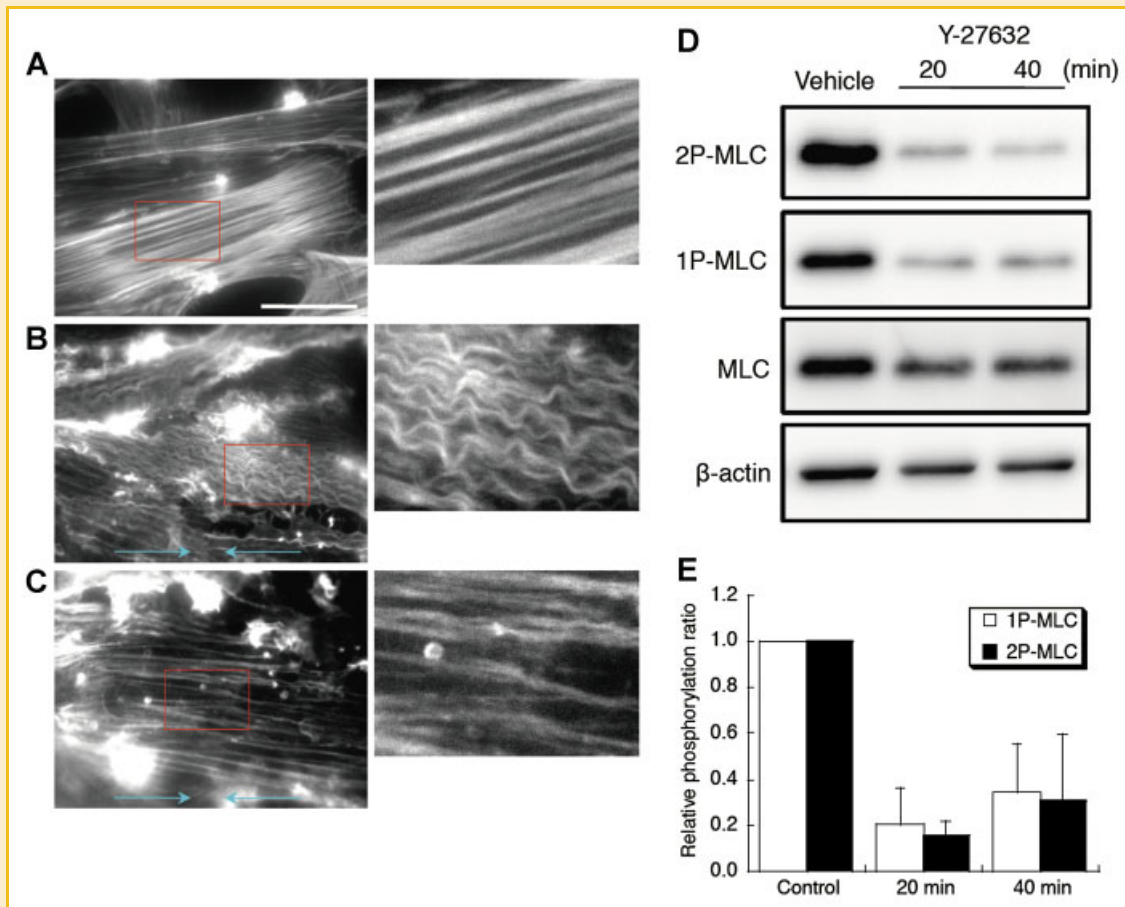 A
B
C
D
Y-27632
Vehicle 20 40 (min)
2P-MLC
1P-MLC
MLC
β-actin
E
Relative phosphorylation ratio
1.2
1.0
0.8
0.6
0.4
0.2
0.0
1P-MLC
2P-MLC
Control 20 min 40 min